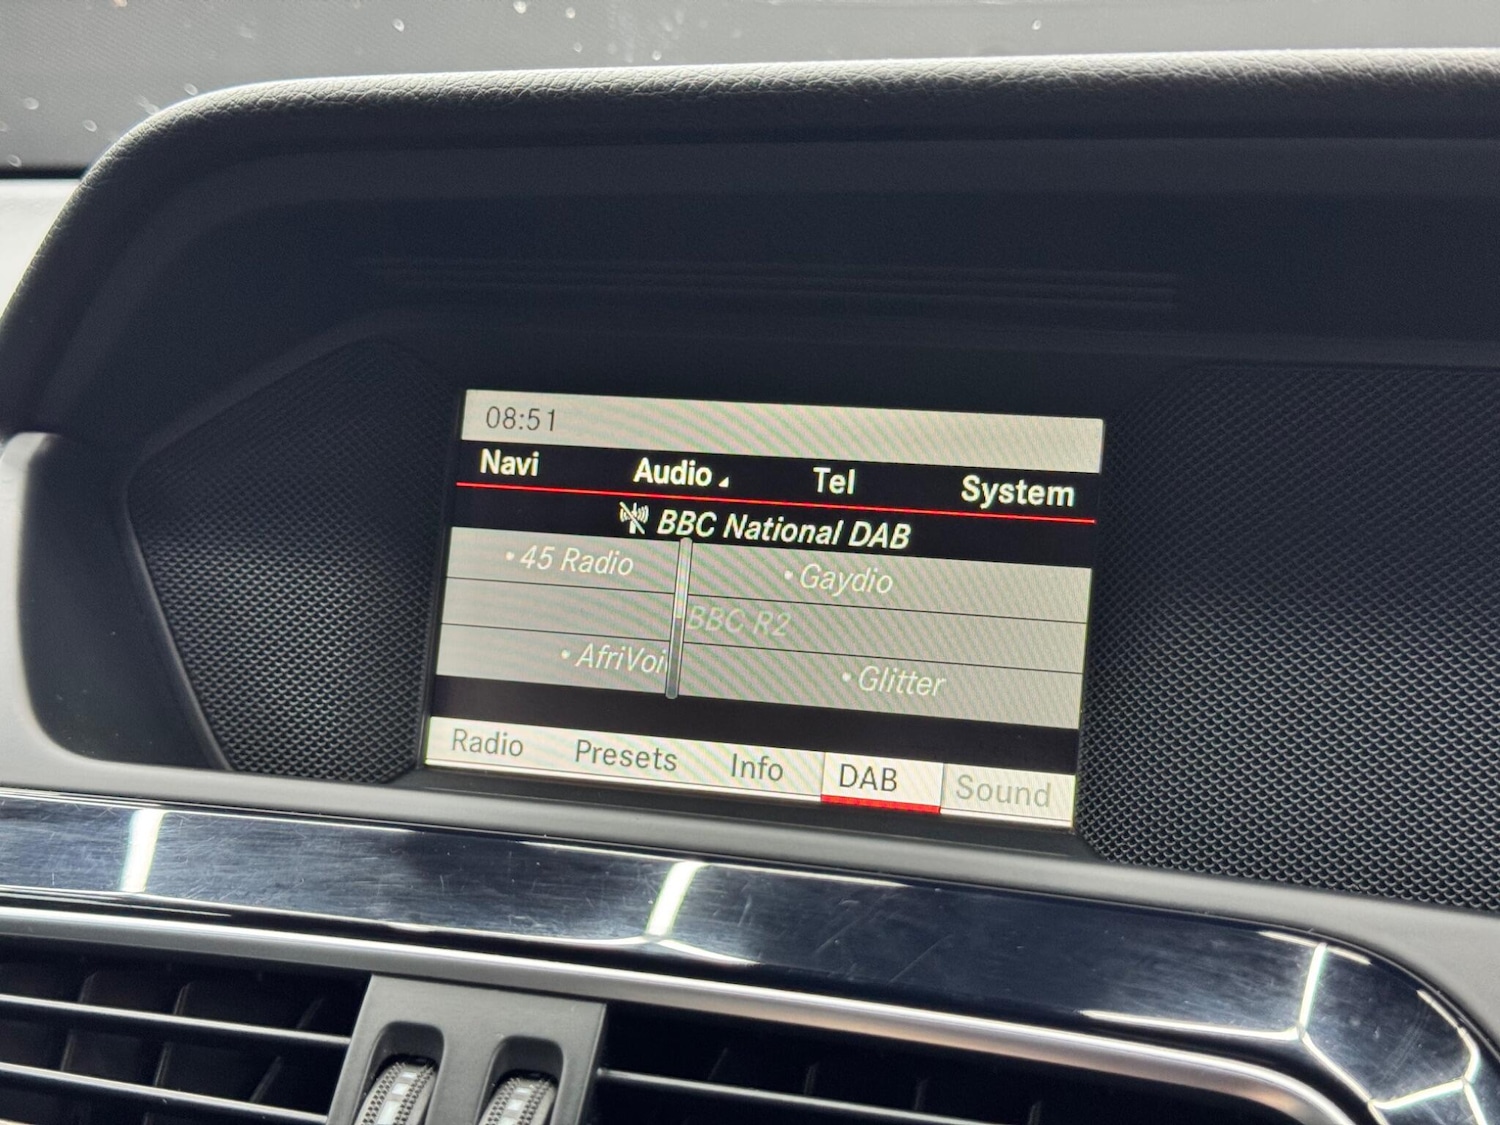 08:51
Navi Audio Tel System
BBC National DAB
• 45 Radio • Gaydio
BBC R2
• AfriVoi • Glitter
Radio Presets Info DAB Sound